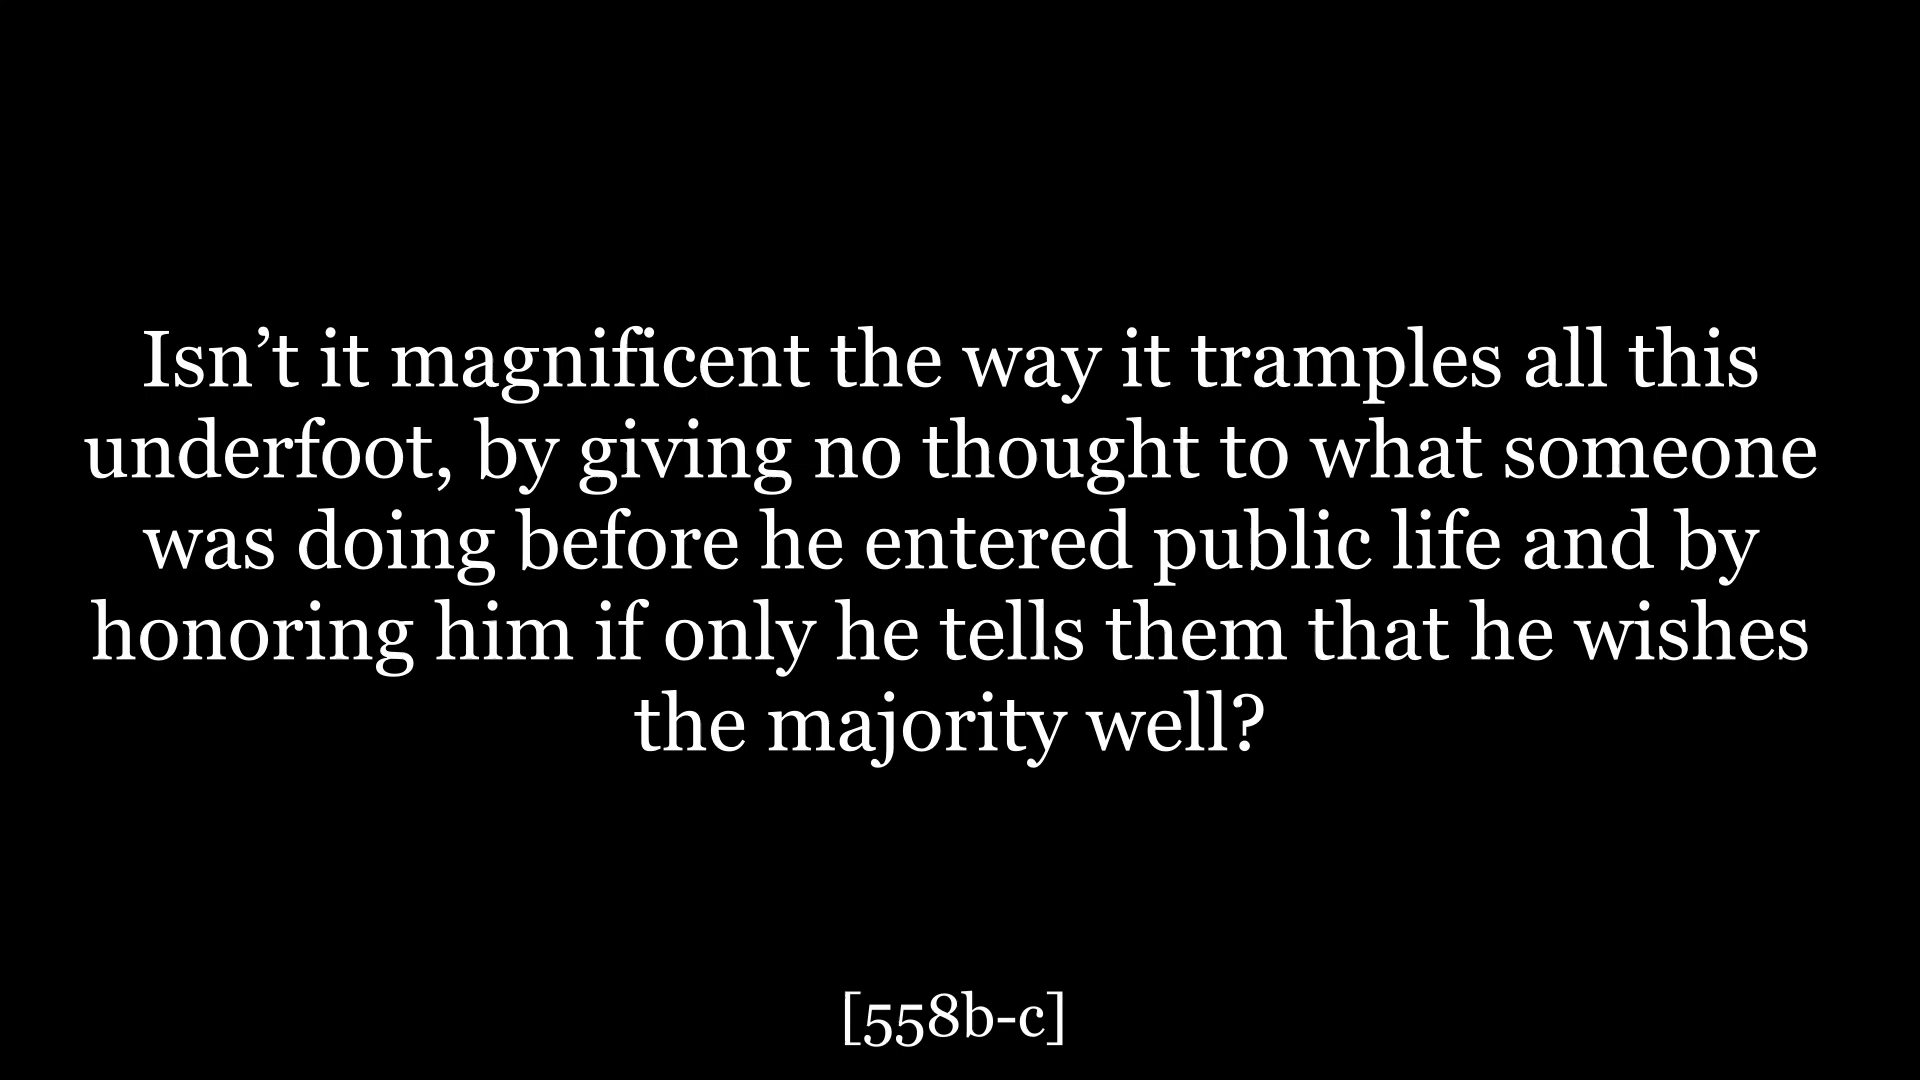 Isn’t it magnificent the way it tramples all this
underfoot, by giving no thought to what someone
was doing before he entered public life and by
honoring him if only he tells them that he wishes
the majority well?
[558b-c]